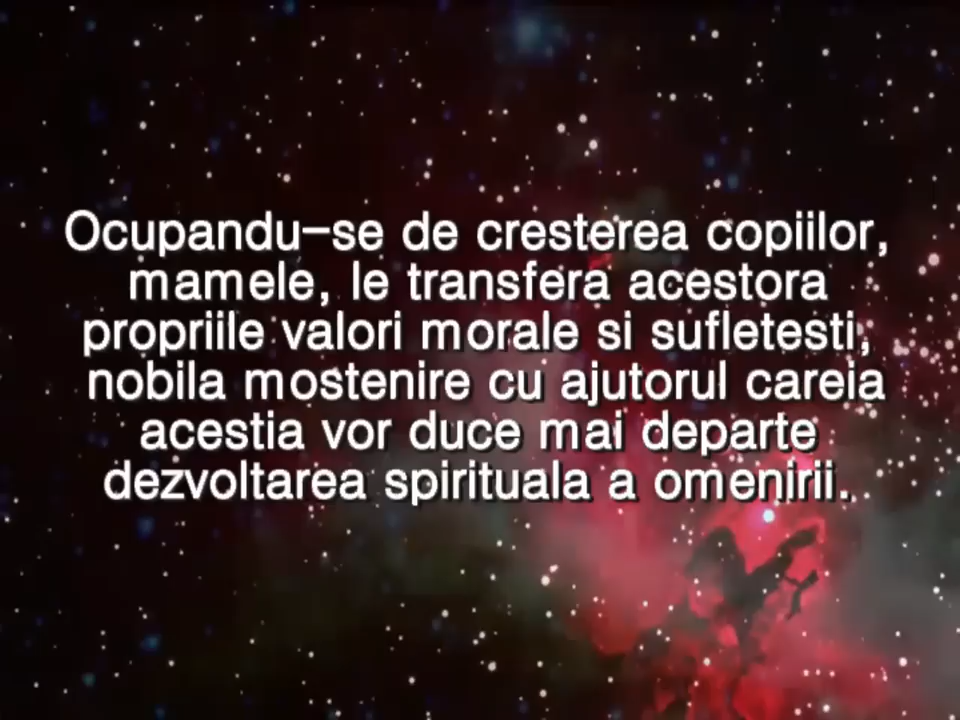 Ocupandu-se de cresterea copiilor,
mamele, le transfera acestora
propriile valori morale si sufletesti,
nobila mostenire cu ajutorul careia
acestia vor duce mai departe
dezvoltarea spirituala a omenirii.